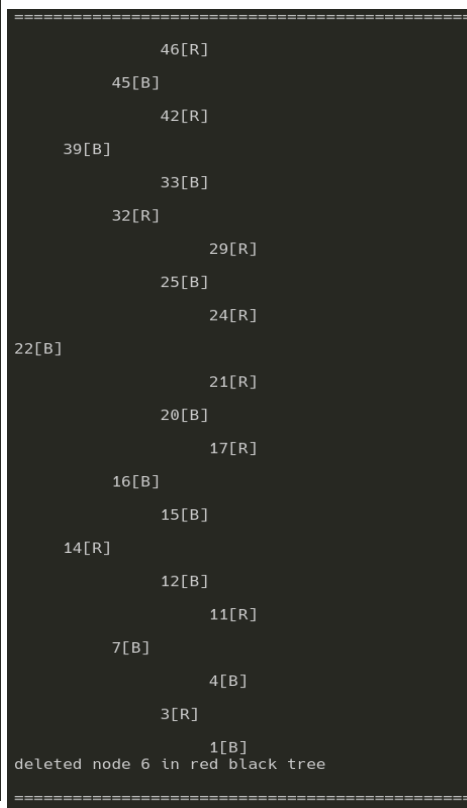 ================================================
46[R]
45[B]
42[R]
39[B]
33[B]
32[R]
29[R]
25[B]
24[R]
22[B]
21[R]
20[B]
17[R]
16[B]
15[B]
14[R]
12[B]
11[R]
7[B]
4[B]
3[R]
1[B]
deleted node 6 in red black tree
================================================